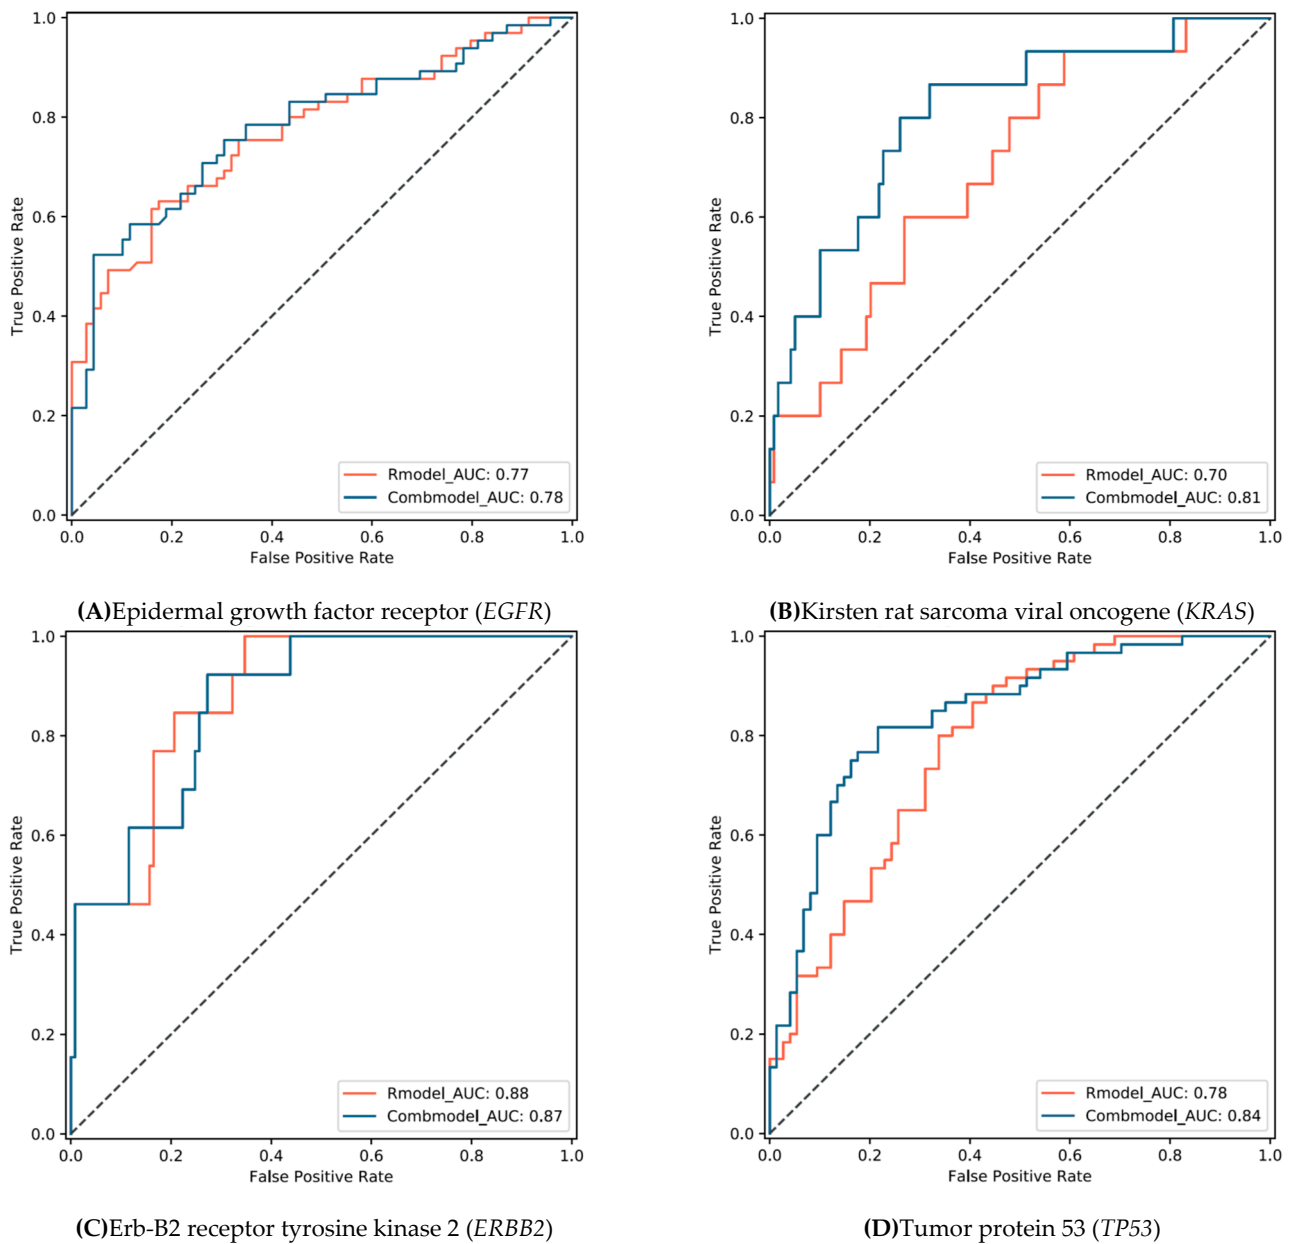 1.0
0.8
0.6
0.4
0.2
0.0
True Positive Rate
Rmodel_AUC: 0.77
Combmodel_AUC: 0.78
0.0 0.2 0.4 0.6 0.8 1.0
False Positive Rate
(A)Epidermal growth factor receptor (EGFR)
1.0
0.8
0.6
0.4
0.2
0.0
True Positive Rate
Rmodel_AUC: 0.70
Combmodel_AUC: 0.81
0.0 0.2 0.4 0.6 0.8 1.0
False Positive Rate
(B)Kirsten rat sarcoma viral oncogene (KRAS)
1.0
0.8
0.6
0.4
0.2
0.0
True Positive Rate
Rmodel_AUC: 0.88
Combmodel_AUC: 0.87
0.0 0.2 0.4 0.6 0.8 1.0
False Positive Rate
(C)Erb-B2 receptor tyrosine kinase 2 (ERBB2)
1.0
0.8
0.6
0.4
0.2
0.0
True Positive Rate
Rmodel_AUC: 0.78
Combmodel_AUC: 0.84
0.0 0.2 0.4 0.6 0.8 1.0
False Positive Rate
(D)Tumor protein 53 (TP53)